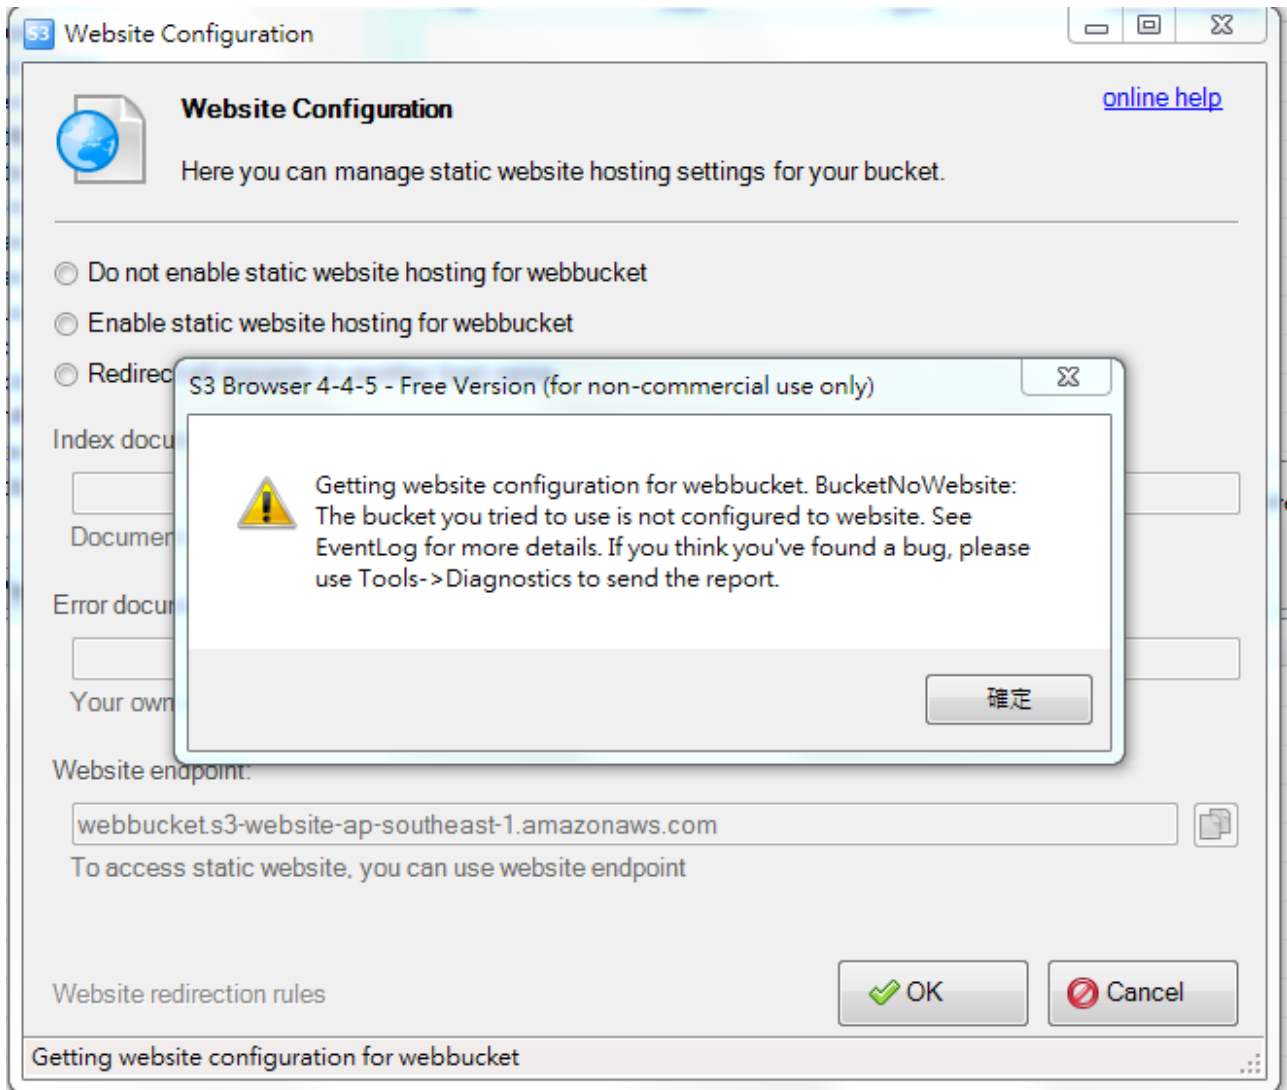 S3 Website Configuration
Website Configuration
online help
Here you can manage static website hosting settings for your bucket.
Do not enable static website hosting for webbucket
Enable static website hosting for webbucket
Redirec
S3 Browser 4-4-5 - Free Version (for non-commercial use only)
Index docu
Getting website configuration for webbucket. BucketNoWebsite:
The bucket you tried to use is not configured to website. See
EventLog for more details. If you think you've found a bug, please
use Tools->Diagnostics to send the report.
Documen
Error docu
確定
Your own
Website endpoint:
webbucket.s3-website-ap-southeast-1.amazonaws.com
To access static website, you can use website endpoint
Website redirection rules
OK
Cancel
Getting website configuration for webbucket